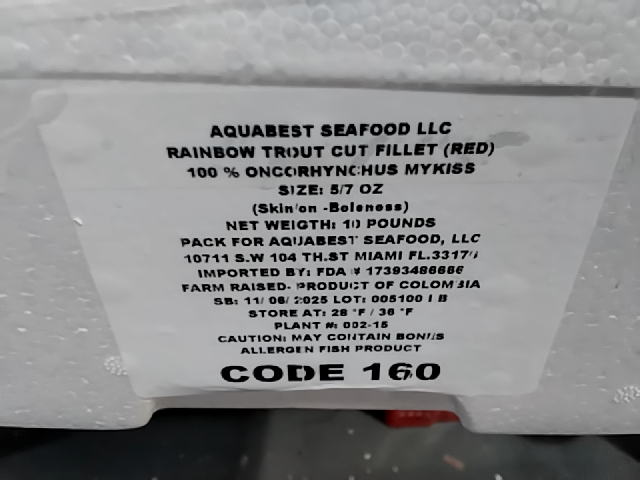 AQUABEST SEAFOOD LLC
RAINBOW TROUT CUT FILLET (RED)
100 % ONCORHYNCHUS MYKISS
SIZE: 5/7 OZ
(Skin/on -Boleness)
NET WEIGTH: 10 POUNDS
PACK FOR AQUABEST SEAFOOD, LLC
10711 S.W 104 TH.ST MIAMI FL.
IMPORTED BY: FDA # 17393486686
FARM RAISED- PRODUCT OF COLOMBIA
SB: 11/ 06/ 2025 LOT: 005100
STORE AT: 28 °F / 36 °F
PLANT #: 002-15
CAUTION: MAY CONTAIN BONES
ALLERGEN FISH PRODUCT
CODE 160